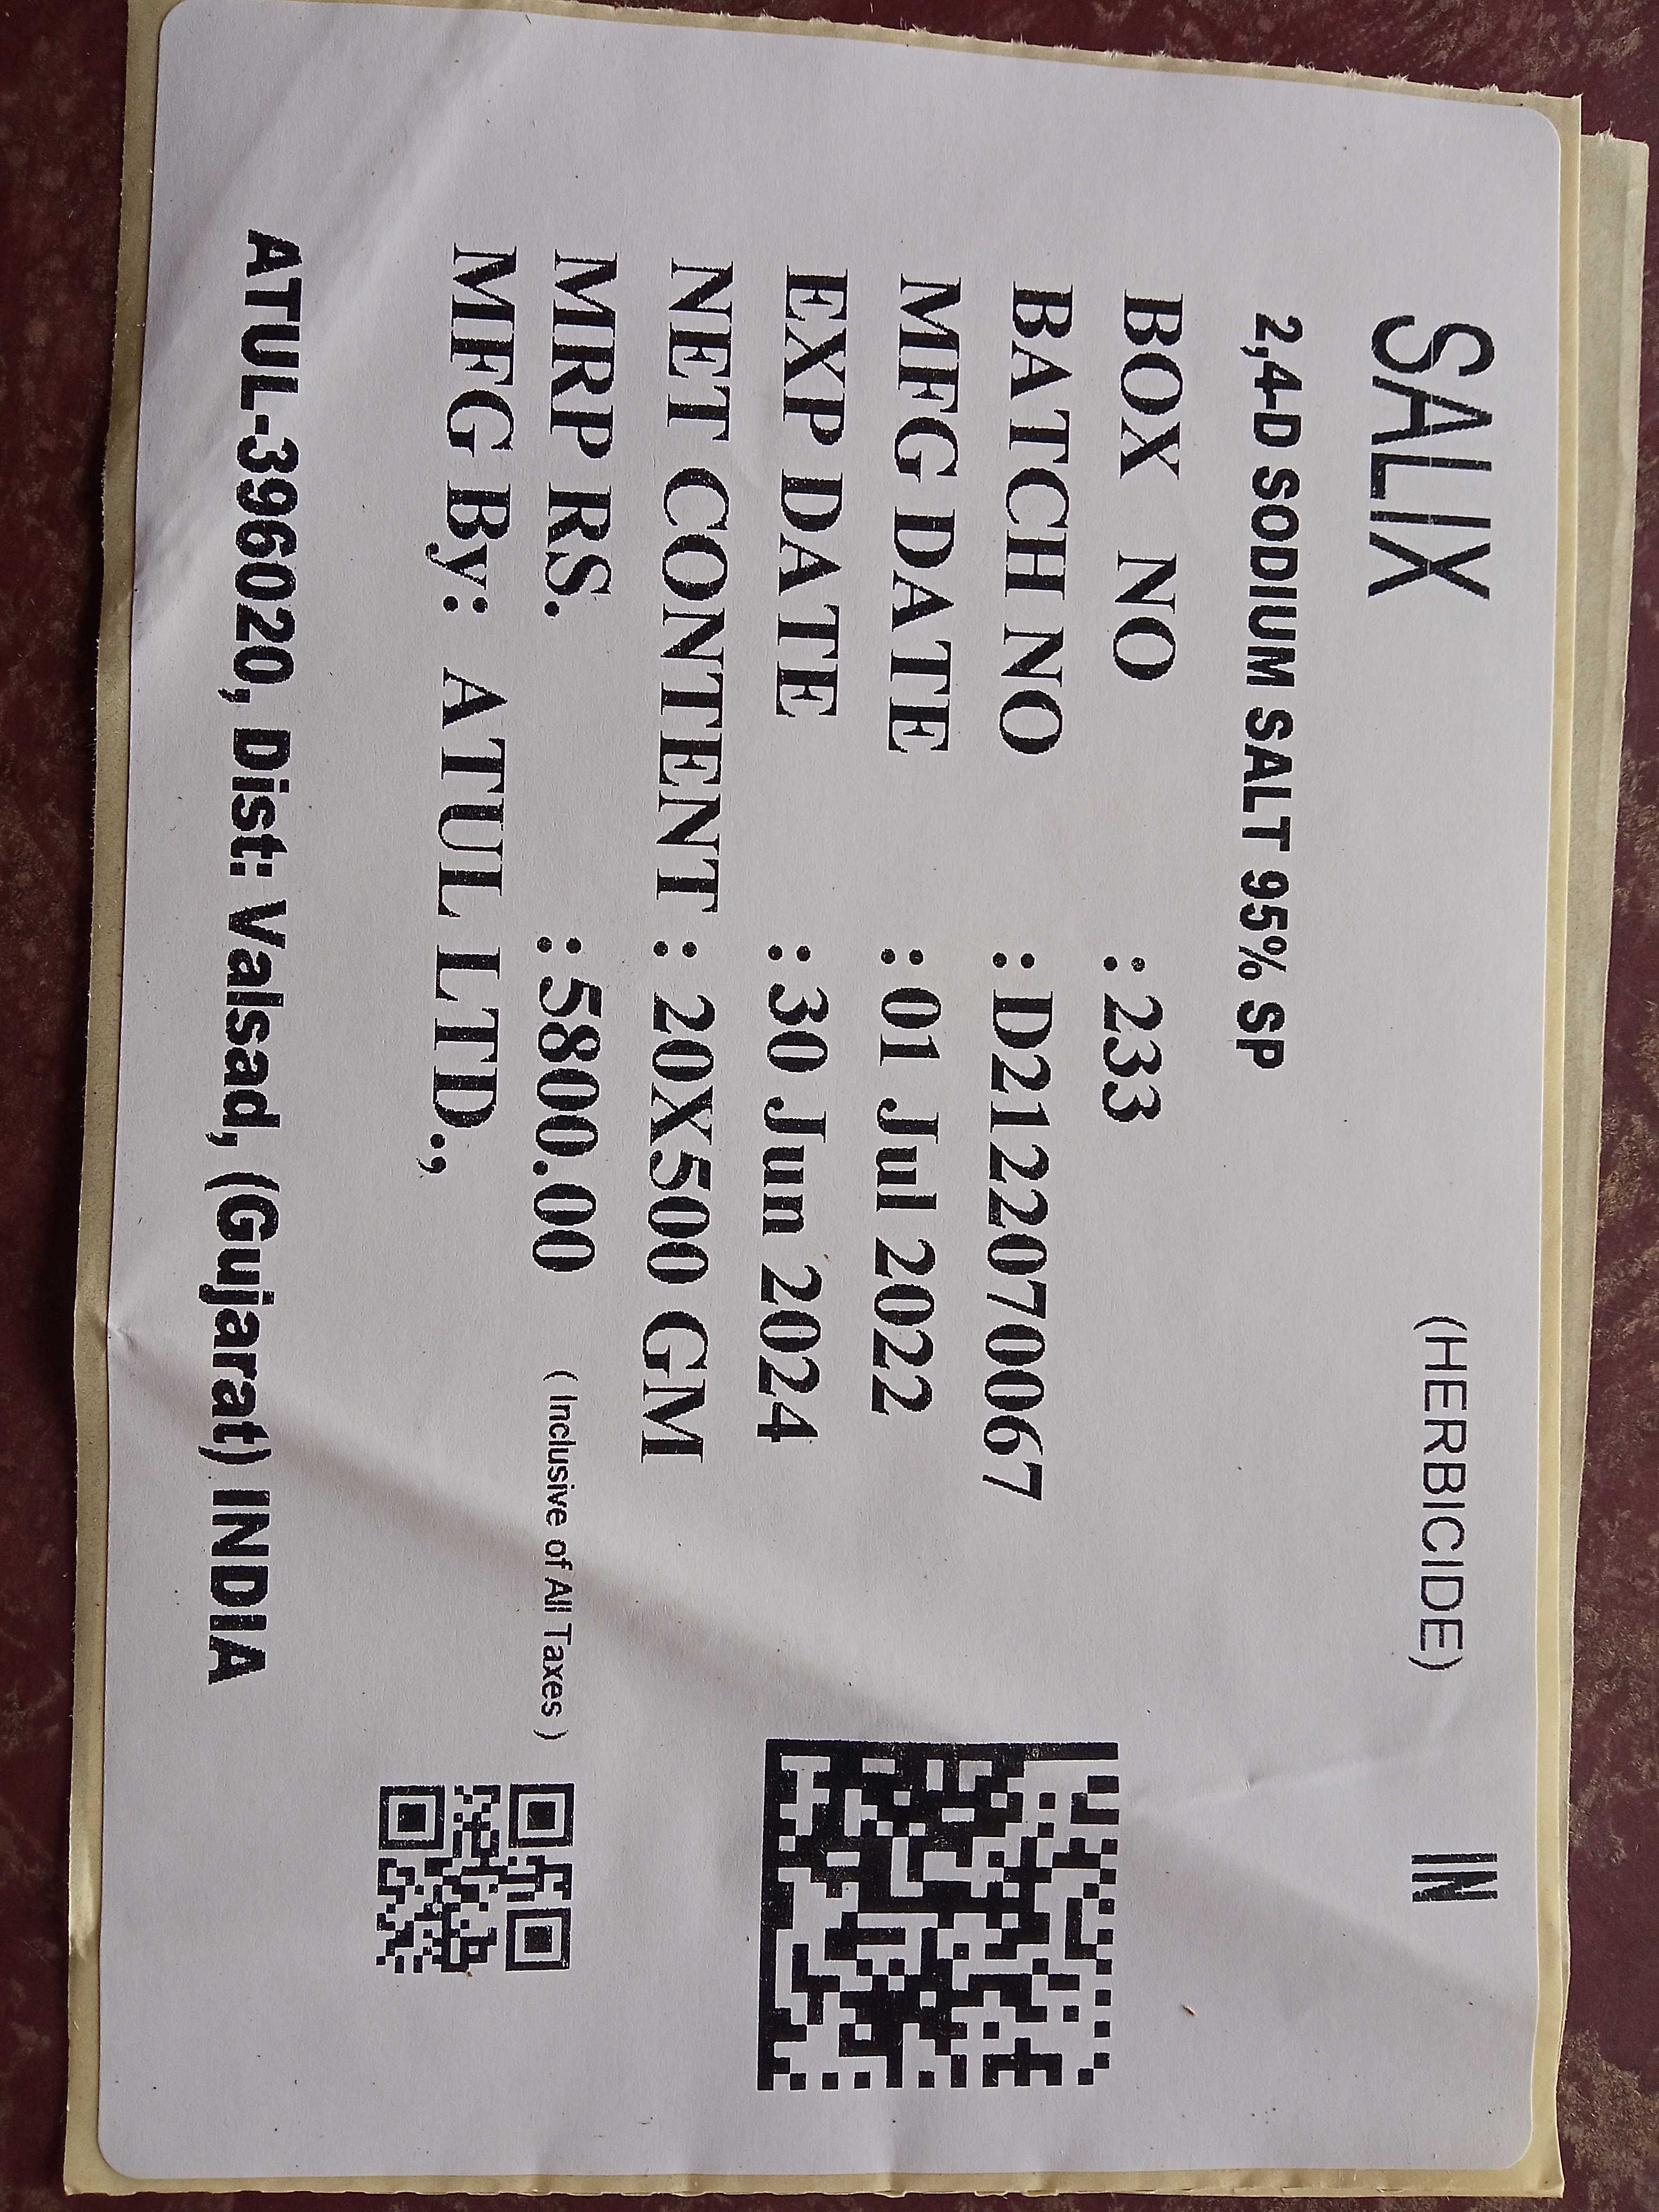 SALIX (HERBICIDE) IN
2,4-D SODIUM SALT 95% SP
BOX NO : 233
BATCH NO : D2122070067
MFG DATE : 01 Jul 2022
EXP DATE : 30 Jun 2024
NET CONTENT : 20X500 GM
MRP RS. : 5800.00 ( Inclusive of All Taxes )
MFG By: ATUL LTD.,
ATUL-396020, Dist: Valsad, (Gujarat) INDIA